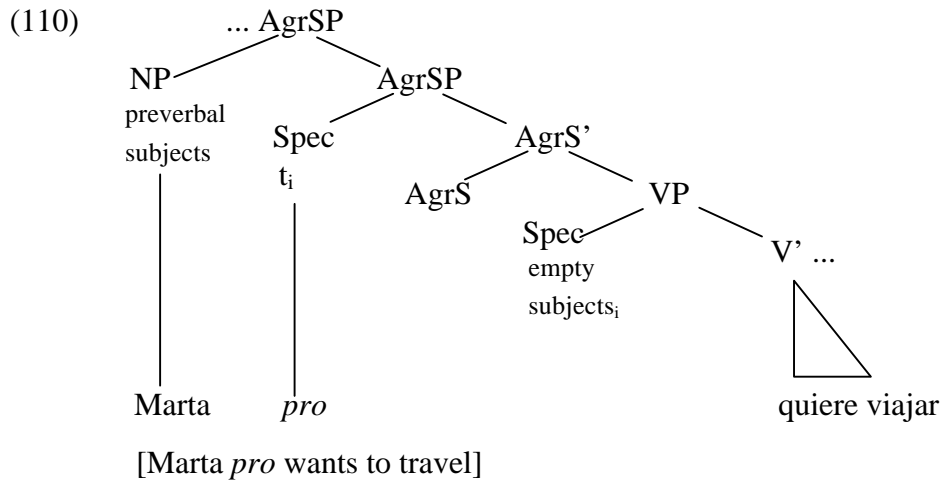 (110) ... AgrSP
NP AgrSP
preverbal
subjects
Spec AgrS’
tᵢ
AgrS VP
Spec V’ ...
empty
subjectsᵢ
Marta pro quiere viajar
[Marta pro wants to travel]